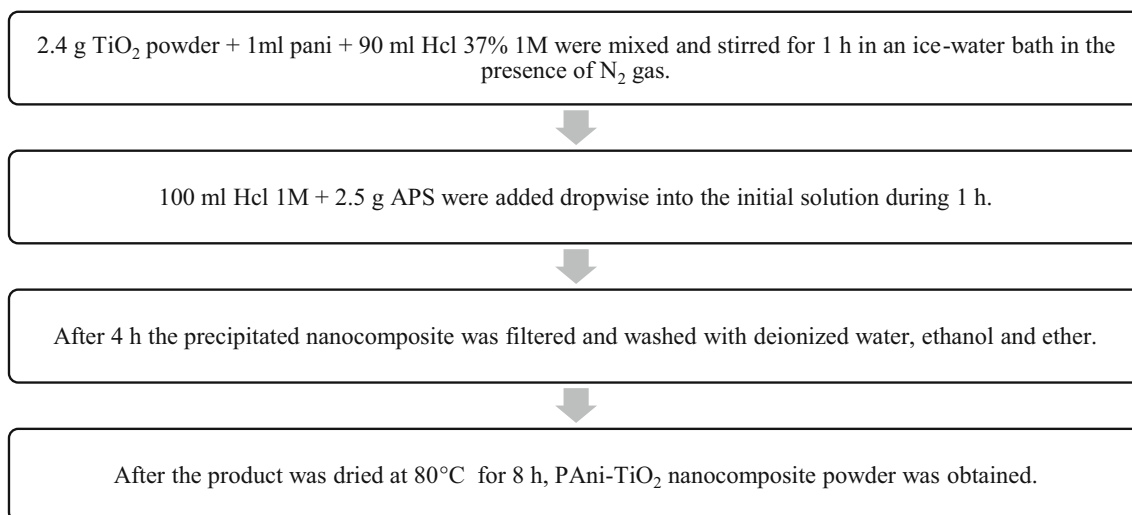 2.4 g TiO₂ powder + 1ml pani + 90 ml Hcl 37% 1M were mixed and stirred for 1 h in an ice-water bath in the
presence of N₂ gas.
100 ml Hcl 1M + 2.5 g APS were added dropwise into the initial solution during 1 h.
After 4 h the precipitated nanocomposite was filtered and washed with deionized water, ethanol and ether.
After the product was dried at 80°C for 8 h, PAni-TiO₂ nanocomposite powder was obtained.